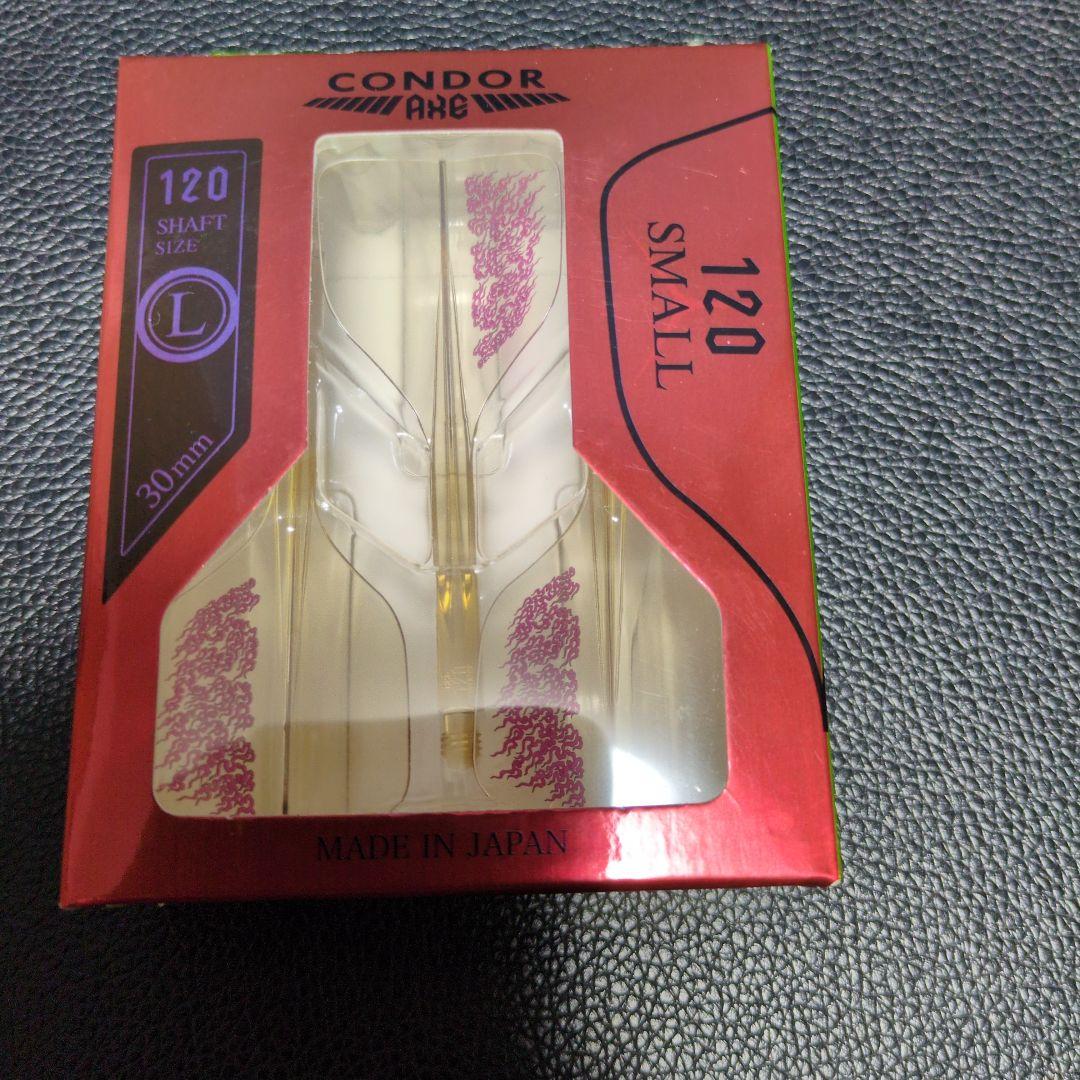 CONDOR
AXE
120
SHAFT
SIZE
L
30mm
120
SMALL
MADE IN JAPAN